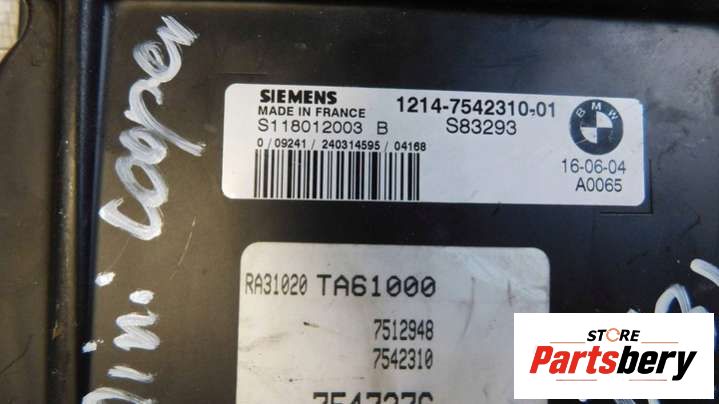 Mini Cooper
SIEMENS
MADE IN FRANCE
1214-7542310-01
S118012003 B
S83293
BMW
0 / 09241 / 240314595 / 04168
16-06-04
A0065
RA31020 TA61000
7512948
7542310
STORE
Partsbery